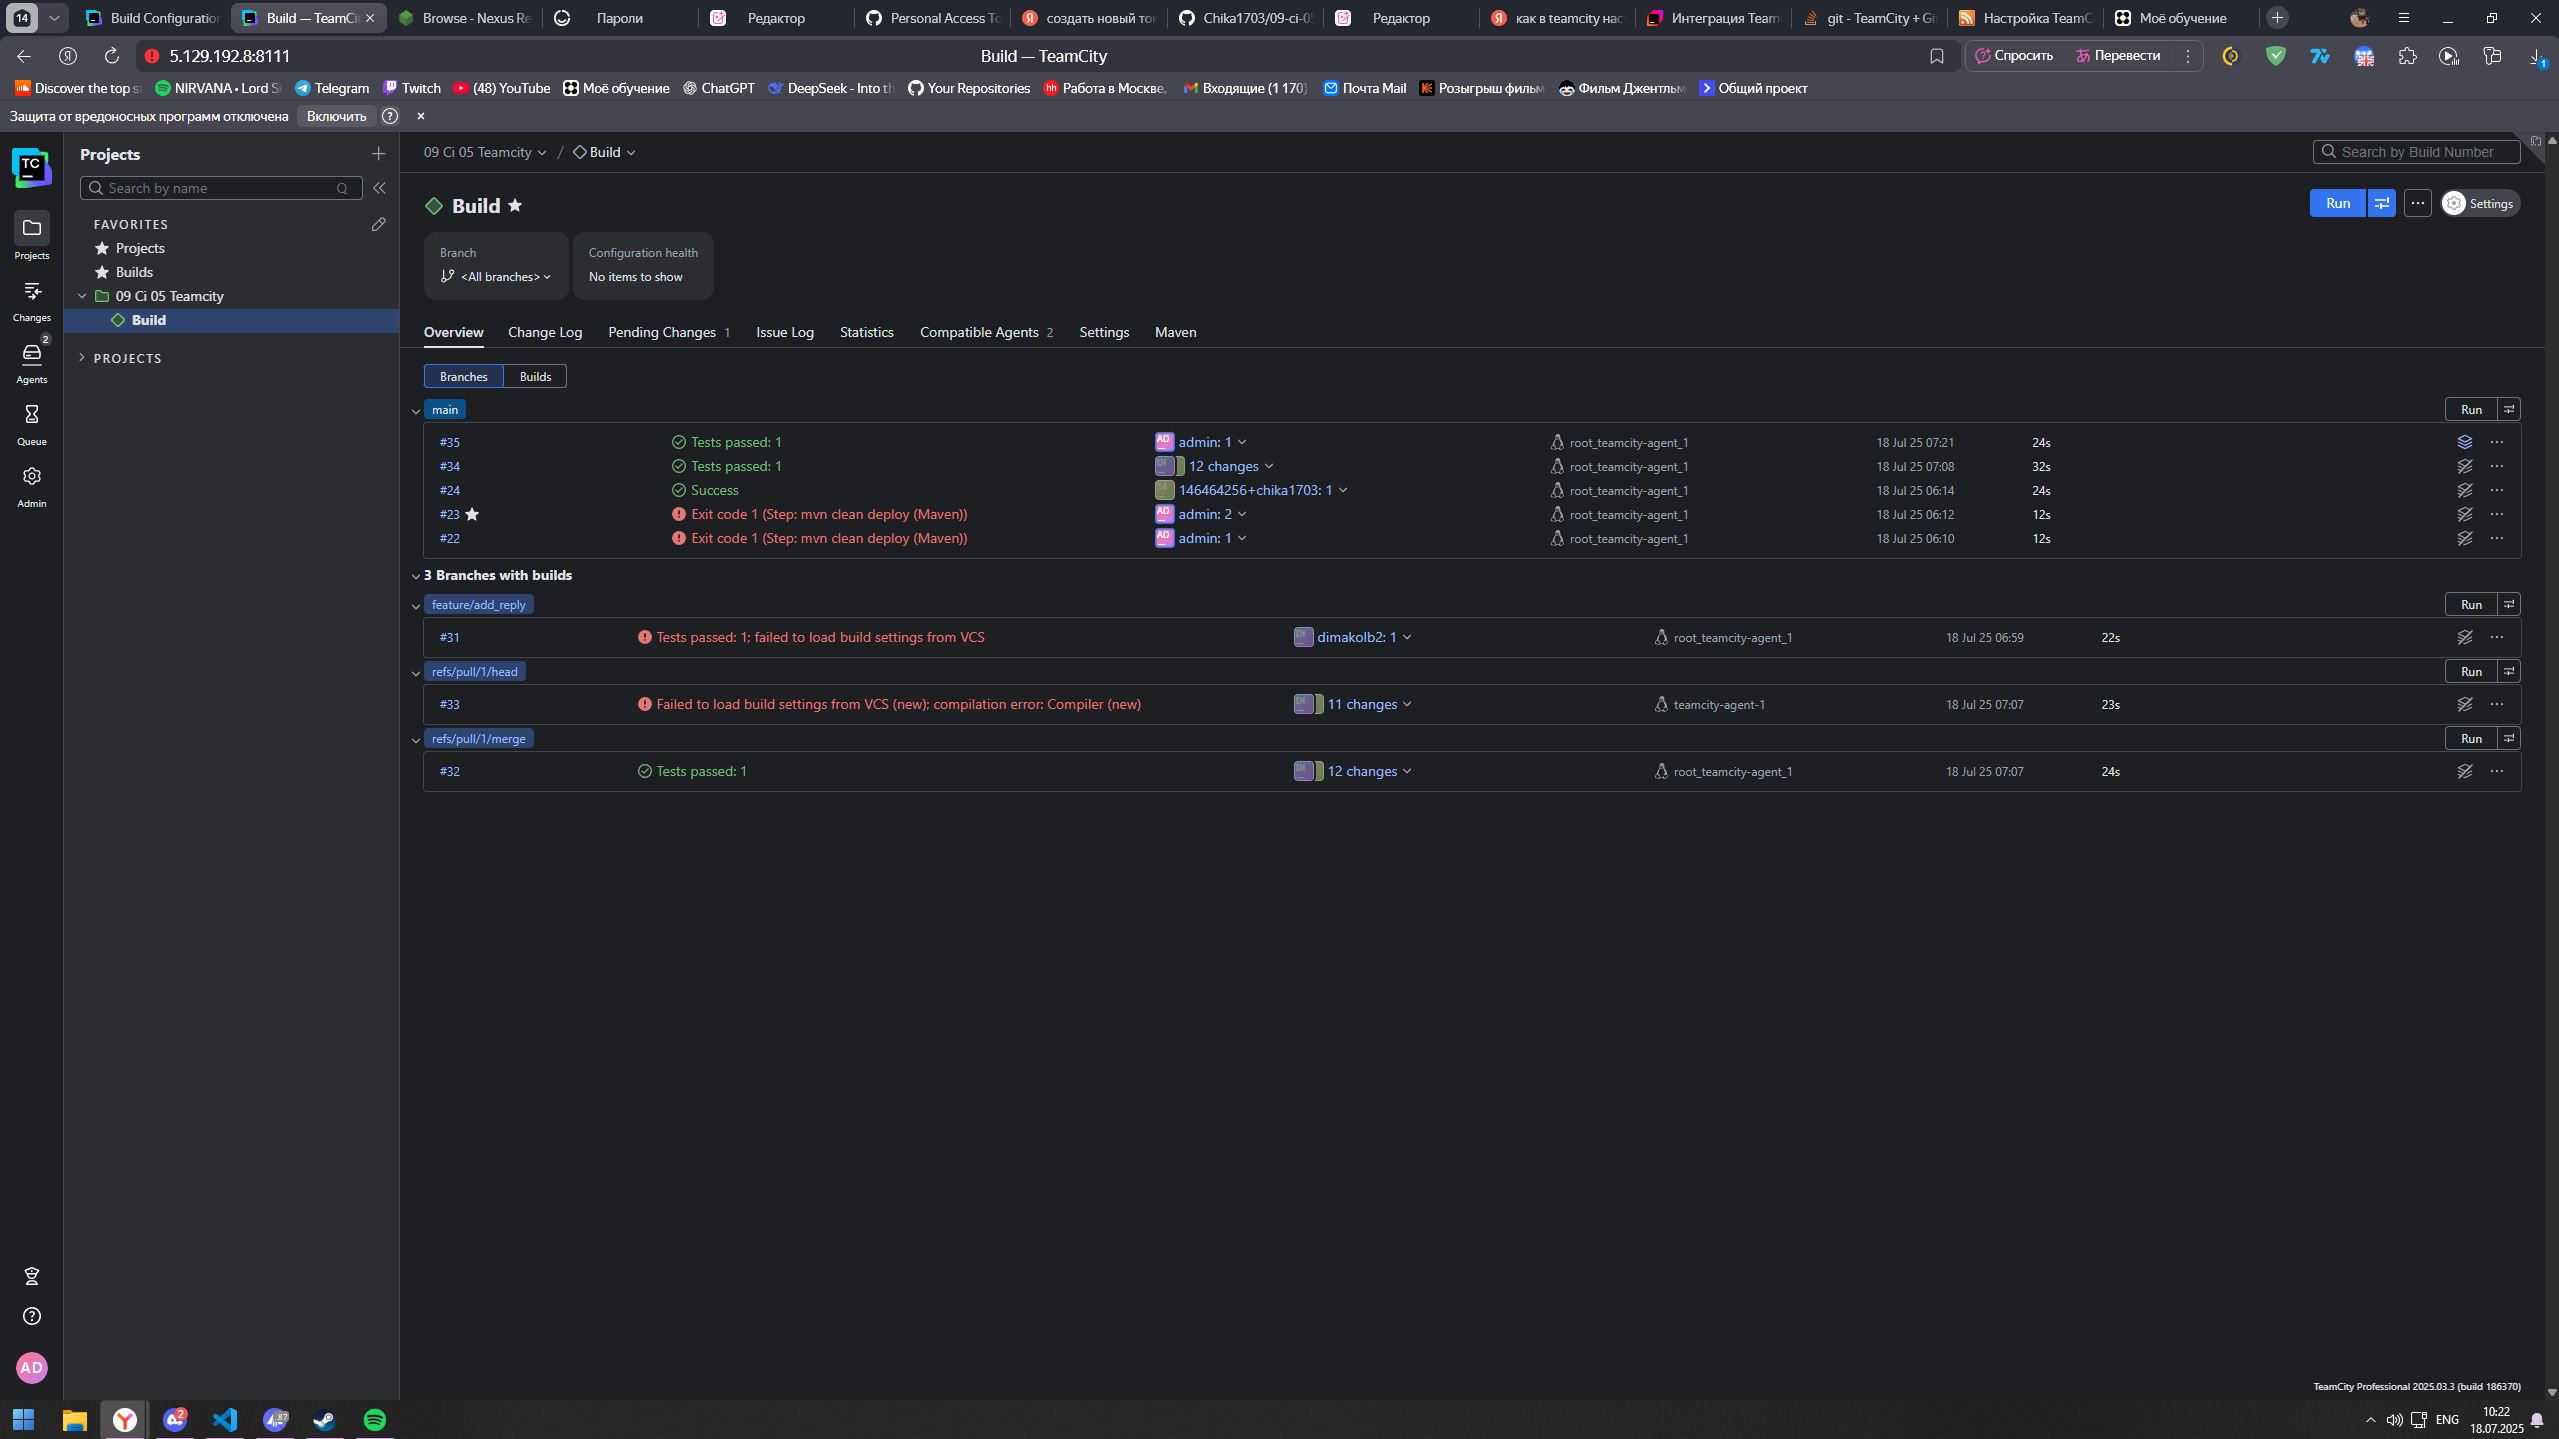 14
Build Configuration
Build — TeamCi
Browse - Nexus Re
Пароли
Редактор
Personal Access To
создать новый ток
Chika1703/09-ci-05
Редактор
как в teamcity нас
Интеграция Team
git - TeamCity + Gi
Настройка TeamC
Моё обучение
5.129.192.8:8111
Build — TeamCity
Спросить
Перевести
Discover the top s
NIRVANA • Lord S
Telegram
Twitch
(48) YouTube
Моё обучение
ChatGPT
DeepSeek - Into th
Your Repositories
Работа в Москве,
Входящие (1 170)
Почта Mail
Розыгрыш фильм
Фильм Джентльм
Общий проект
Защита от вредоносных программ отключена
Включить
Projects
Search by name
Q
FAVORITES
Projects
Builds
09 Ci 05 Teamcity
Build
PROJECTS
TC
Projects
Changes
2
Agents
Queue
Admin
AD
09 Ci 05 Teamcity / Build
Search by Build Number
Build
Run
Settings
Branch
<All branches>
Configuration health
No items to show
Overview
Change Log
Pending Changes 1
Issue Log
Statistics
Compatible Agents 2
Settings
Maven
Branches
Builds
main
Run
#35 Tests passed: 1 AD admin: 1 root_teamcity-agent_1 18 Jul 25 07:21 24s
#34 Tests passed: 1 DI 12 changes root_teamcity-agent_1 18 Jul 25 07:08 32s
#24 Success 14 146464256+chika1703: 1 root_teamcity-agent_1 18 Jul 25 06:14 24s
#23 Exit code 1 (Step: mvn clean deploy (Maven)) AD admin: 2 root_teamcity-agent_1 18 Jul 25 06:12 12s
#22 Exit code 1 (Step: mvn clean deploy (Maven)) AD admin: 1 root_teamcity-agent_1 18 Jul 25 06:10 12s
3 Branches with builds
feature/add_reply
Run
#31 Tests passed: 1; failed to load build settings from VCS DI dimakolb2: 1 root_teamcity-agent_1 18 Jul 25 06:59 22s
refs/pull/1/head
Run
#33 Failed to load build settings from VCS (new); compilation error: Compiler (new) DI 11 changes teamcity-agent-1 18 Jul 25 07:07 23s
refs/pull/1/merge
Run
#32 Tests passed: 1 DI 12 changes root_teamcity-agent_1 18 Jul 25 07:07 24s
TeamCity Professional 2025.03.3 (build 186370)
2
87
ENG
10:22
18.07.2025